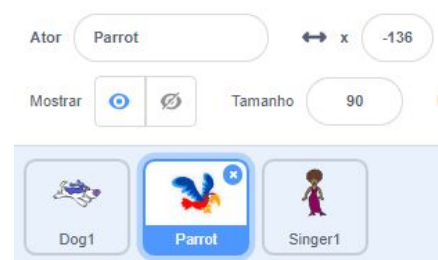 Ator Parrot x -136
Mostrar Tamanho 90
Dog1 Parrot Singer1